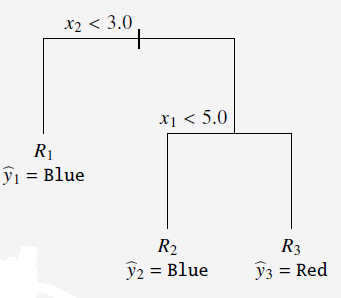 x₂ < 3.0
x₁ < 5.0
R₁
ŷ₁ = Blue
R₂
ŷ₂ = Blue
R₃
ŷ₃ = Red